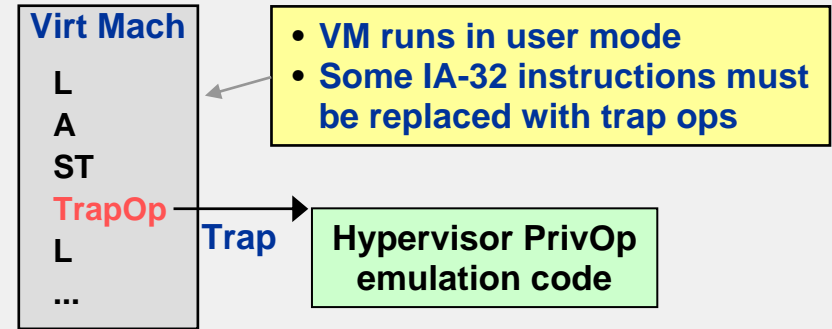 Virt Mach
L
A
ST
TrapOp
L
...
• VM runs in user mode
• Some IA-32 instructions must
be replaced with trap ops
Trap
Hypervisor PrivOp
emulation code